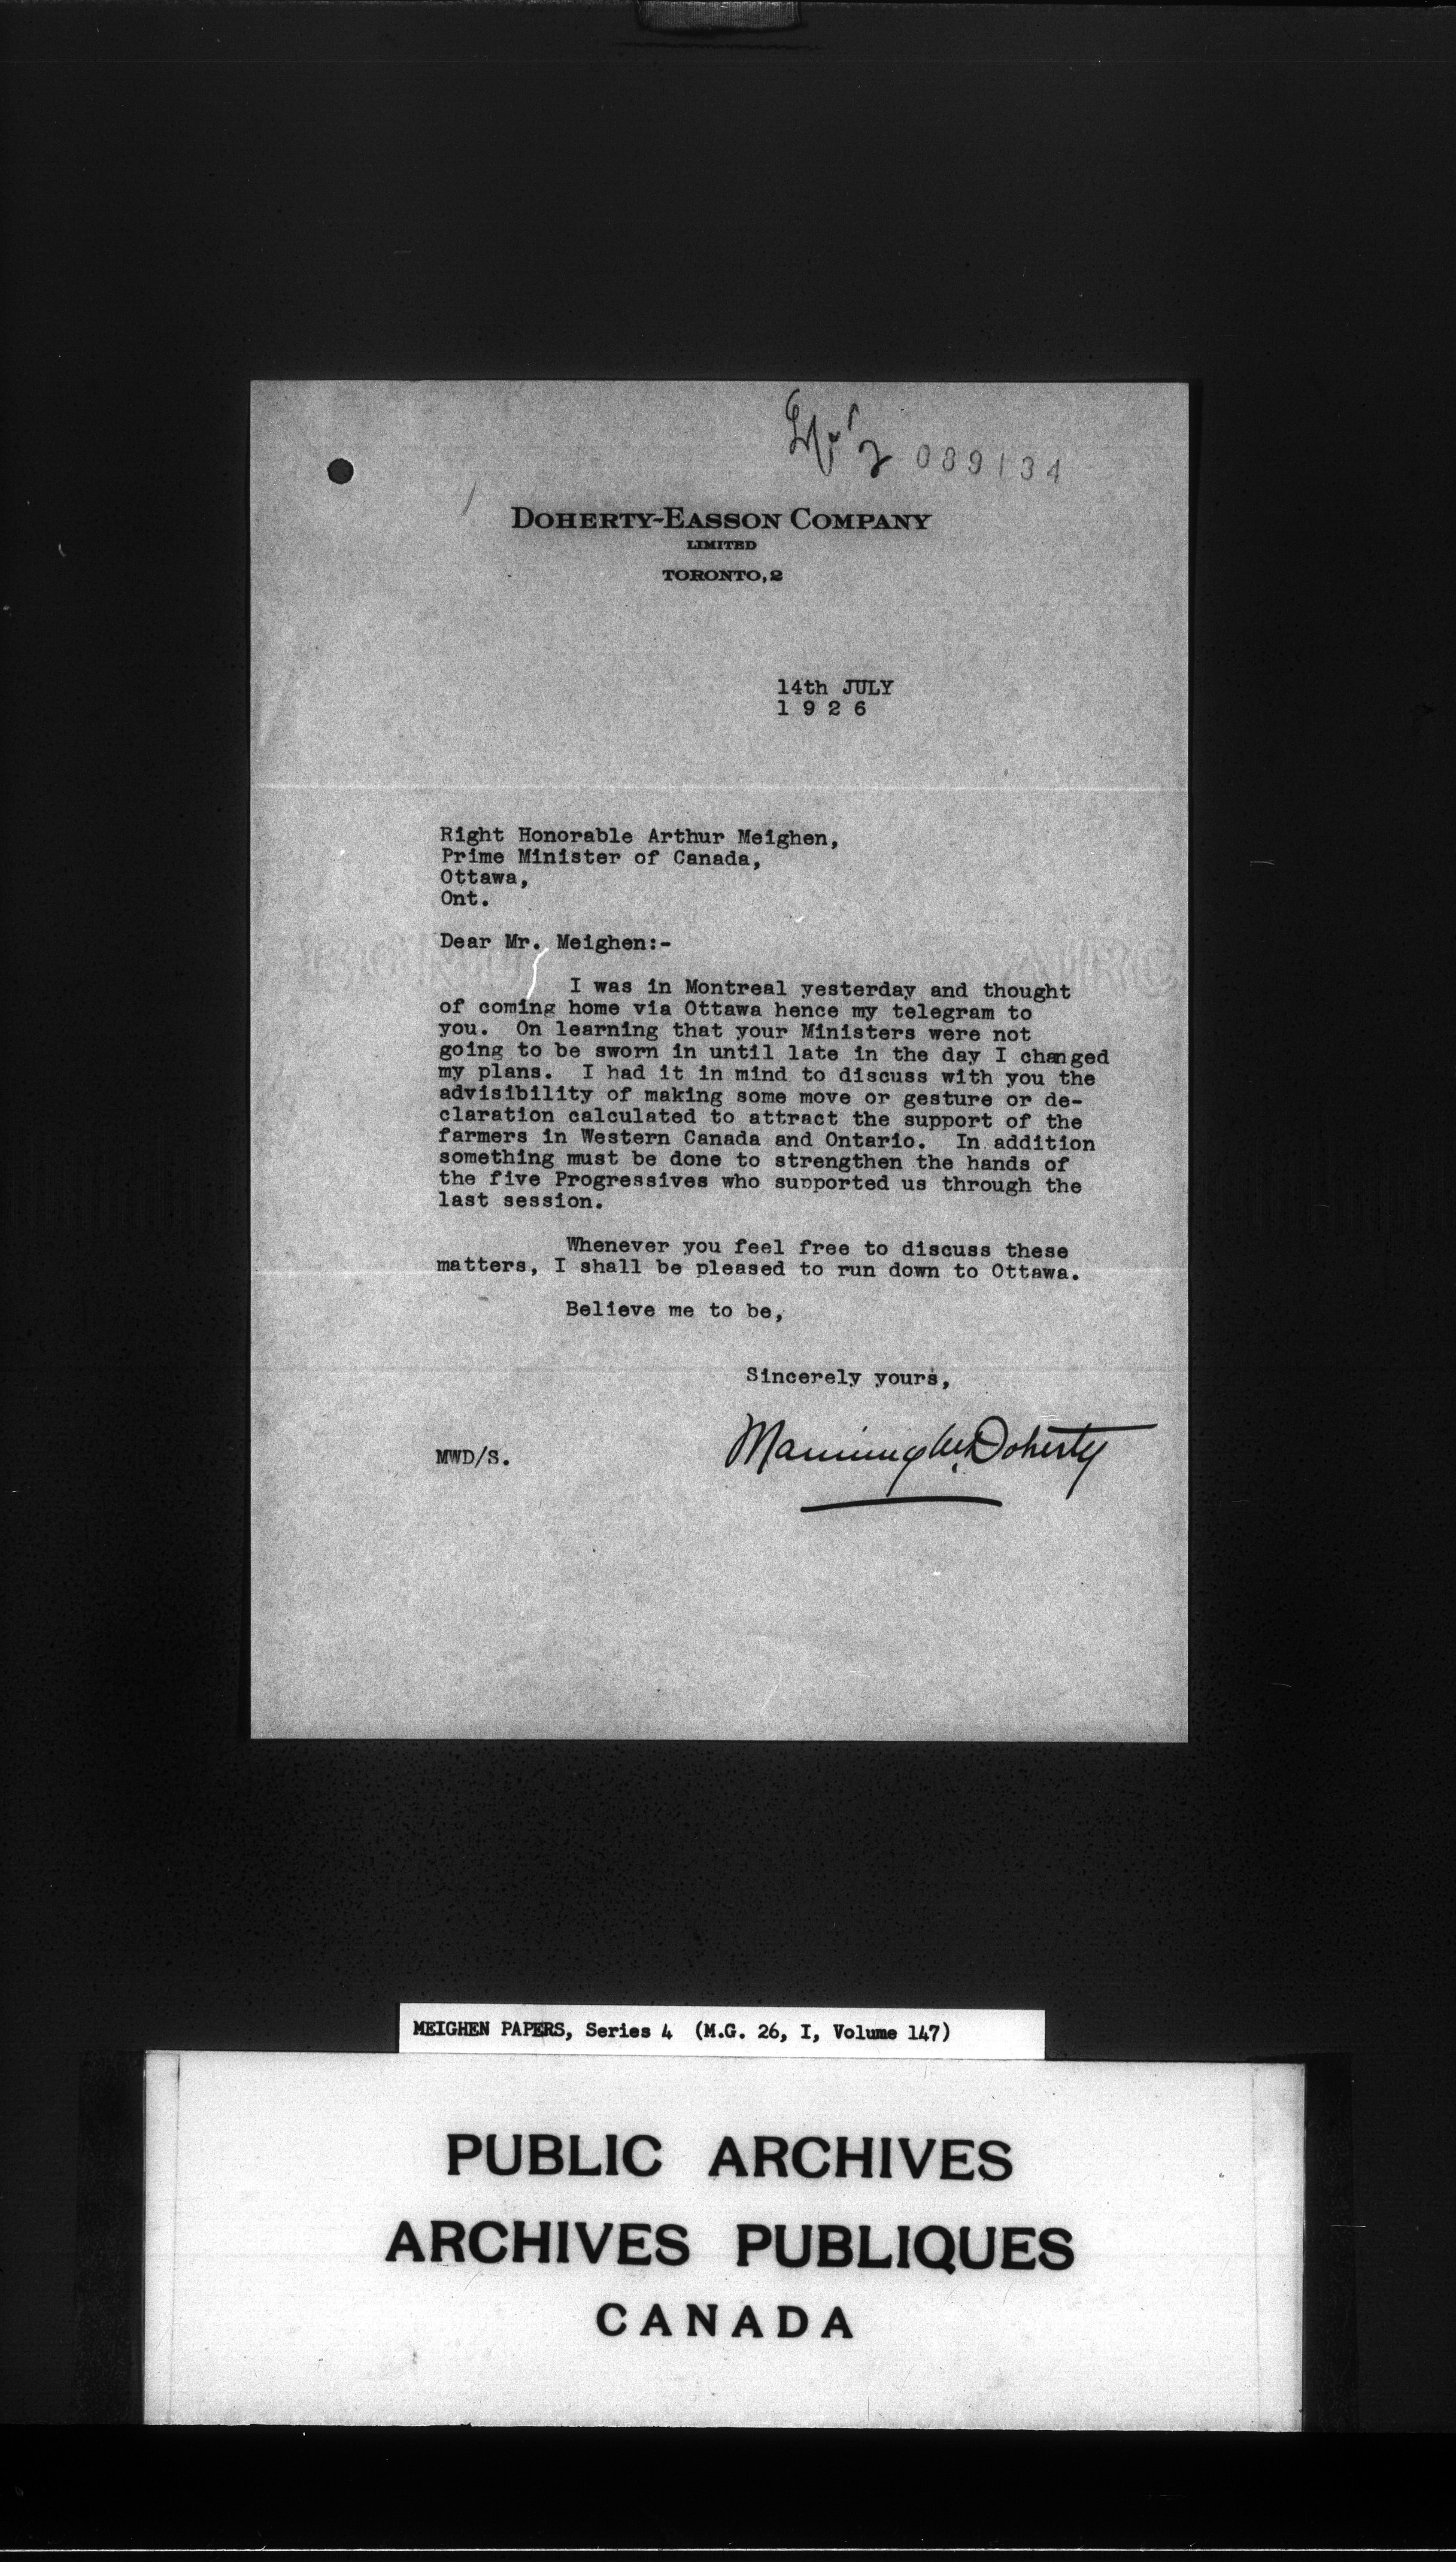 089134
DOHERTY-EASSON COMPANY
LIMITED
TORONTO, 2
14th JULY
1 9 2 6
Right Honorable Arthur Meighen,
Prime Minister of Canada,
Ottawa,
Ont.
Dear Mr. Meighen:-
I was in Montreal yesterday and thought
of coming home via Ottawa hence my telegram to
you. On learning that your Ministers were not
going to be sworn in until late in the day I changed
my plans. I had it in mind to discuss with you the
advisibility of making some move or gesture or de-
claration calculated to attract the support of the
farmers in Western Canada and Ontario. In addition
something must be done to strengthen the hands of
the five Progressives who supported us through the
last session.
Whenever you feel free to discuss these
matters, I shall be pleased to run down to Ottawa.
Believe me to be,
Sincerely yours,
Manning W. Doherty
MWD/S.
MEIGHEN PAPERS, Series 4 (M.G. 26, I, Volume 147)
PUBLIC ARCHIVES
ARCHIVES PUBLIQUES
CANADA